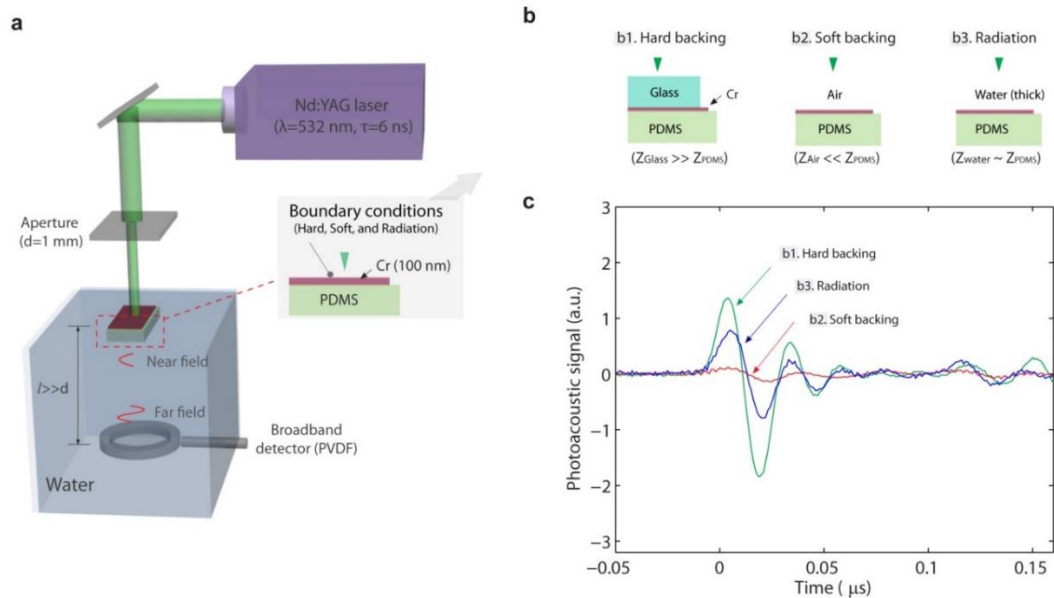 a
Nd:YAG laser
(λ=532 nm, τ=6 ns)
Aperture
(d=1 mm)
Boundary conditions
(Hard, Soft, and Radiation)
Cr (100 nm)
PDMS
Near field
l>>d
Far field
Broadband
detector (PVDF)
Water
b
b1. Hard backing
b2. Soft backing
b3. Radiation
Glass
Cr
Air
Water (thick)
PDMS
PDMS
PDMS
(ZGlass >> ZPDMS)
(ZAir << ZPDMS)
(Zwater ~ ZPDMS)
c
3
2
1
0
-1
-2
-3
Photoacoustic signal (a.u.)
b1. Hard backing
b3. Radiation
b2. Soft backing
-0.05
0
0.05
0.1
0.15
Time ( μs)